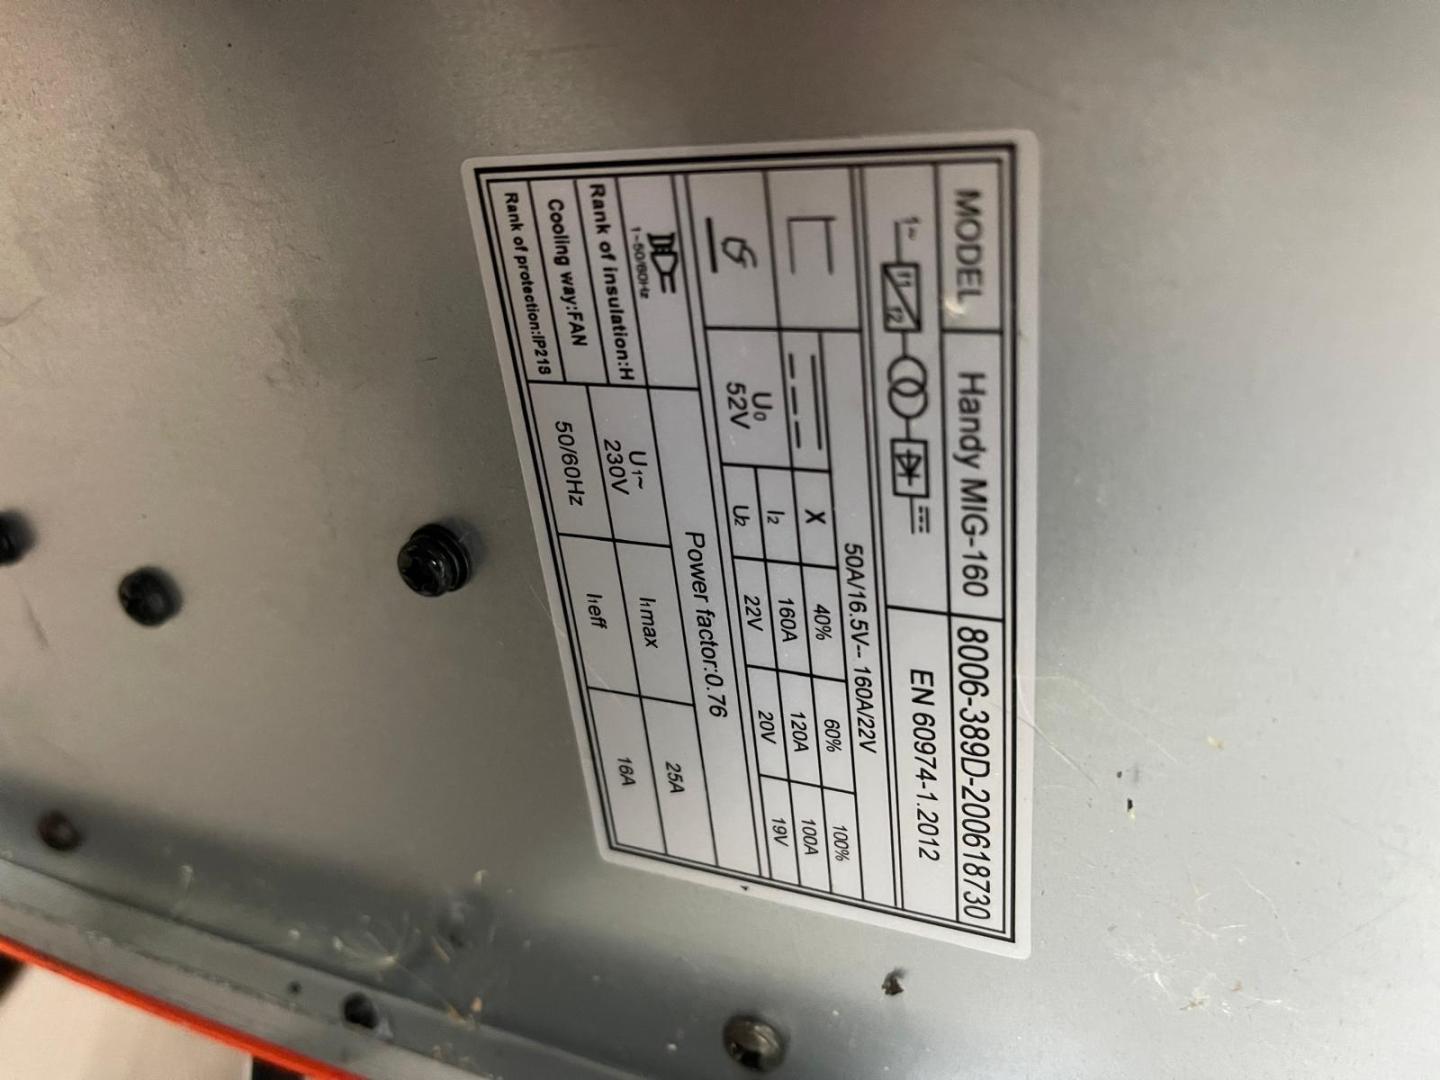 MODEL Handy MIG-160 8006-389D-200618730
1~ f1 f2 EN 60974-1.2012
50A/16.5V-- 160A/22V
X 40% 60% 100%
U0 52V I2 160A 120A 100A
U2 22V 20V 19V
Power factor:0.76
1~50/60Hz
Rank of insulation:H U1~ 230V I1max 25A
Cooling way:FAN 50/60Hz I1eff 16A
Rank of protection:IP21S